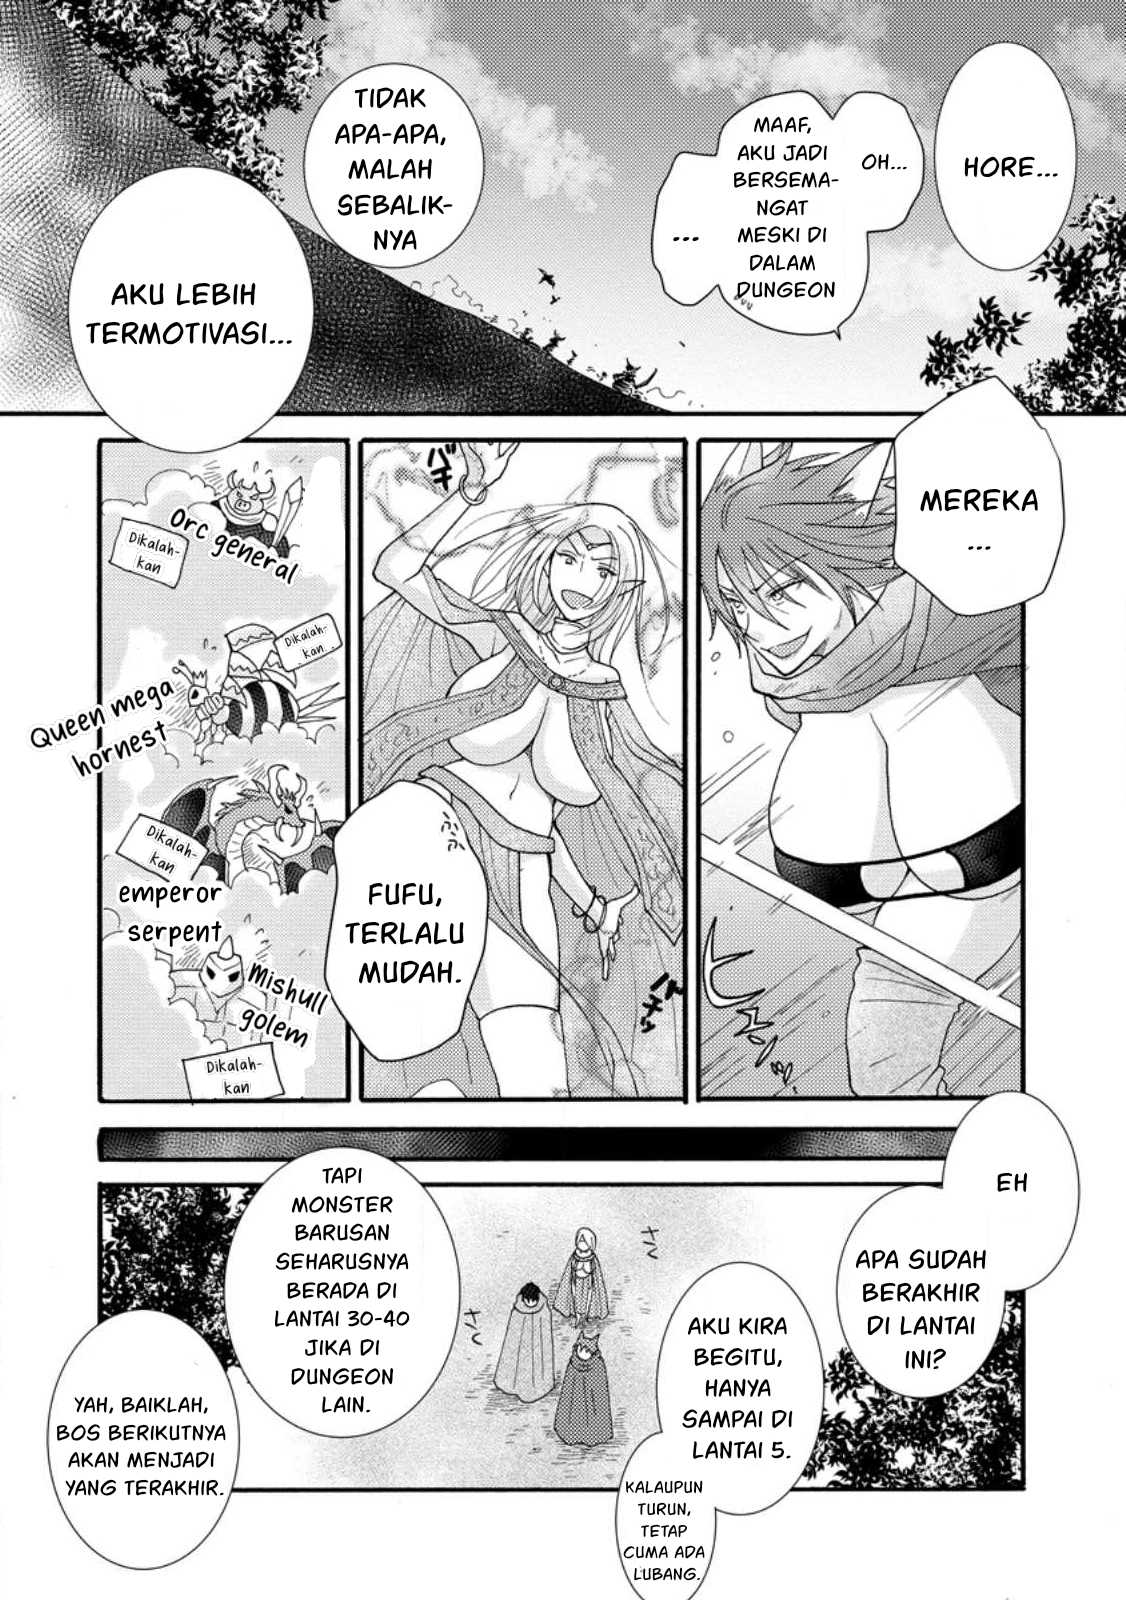 HORE...
OH...
MAAF,
AKU JADI
BERSEMA-
NGAT
MESKI DI
DALAM
DUNGEON
...
TIDAK
APA-APA,
MALAH
SEBALIK-
NYA
AKU LEBIH
TERMOTIVASI...
MEREKA
...
バチ
FUFU,
TERLALU
MUDAH.
Orc general
Dikalah-
kan
Dikalah-
kan
Queen mega
hornest
Dikalah-
kan
emperor
serpent
Mishull
golem
Dikalah-
kan
EH
APA SUDAH
BERAKHIR
DI LANTAI
INI?
AKU KIRA
BEGITU,
HANYA
SAMPAI DI
LANTAI 5.
KALAUPUN
TURUN,
TETAP
CUMA ADA
LUBANG.
TAPI
MONSTER
BARUSAN
SEHARUSNYA
BERADA DI
LANTAI 30-40
JIKA DI
DUNGEON
LAIN.
YAH, BAIKLAH,
BOS BERIKUTNYA
AKAN MENJADI
YANG TERAKHIR.